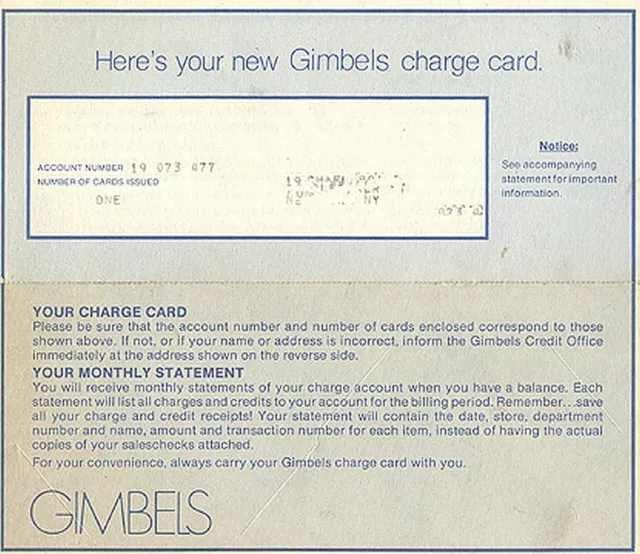 Here's your new Gimbels charge card.
Notice:
See accompanying
statement for important
information.
ACCOUNT NUMBER 19 073 477
NUMBER OF CARDS ISSUED
ONE
19
NY
YOUR CHARGE CARD
Please be sure that the account number and number of cards enclosed correspond to those
shown above. If not, or if your name or address is incorrect, inform the Gimbels Credit Office
immediately at the address shown on the reverse side.
YOUR MONTHLY STATEMENT
You will receive monthly statements of your charge account when you have a balance. Each
statement will list all charges and credits to your account for the billing period. Remember...save
all your charge and credit receipts! Your statement will contain the date, store, department
number and name, amount and transaction number for each item, instead of having the actual
copies of your saleschecks attached.
For your convenience, always carry your Gimbels charge card with you.
GIMBELS